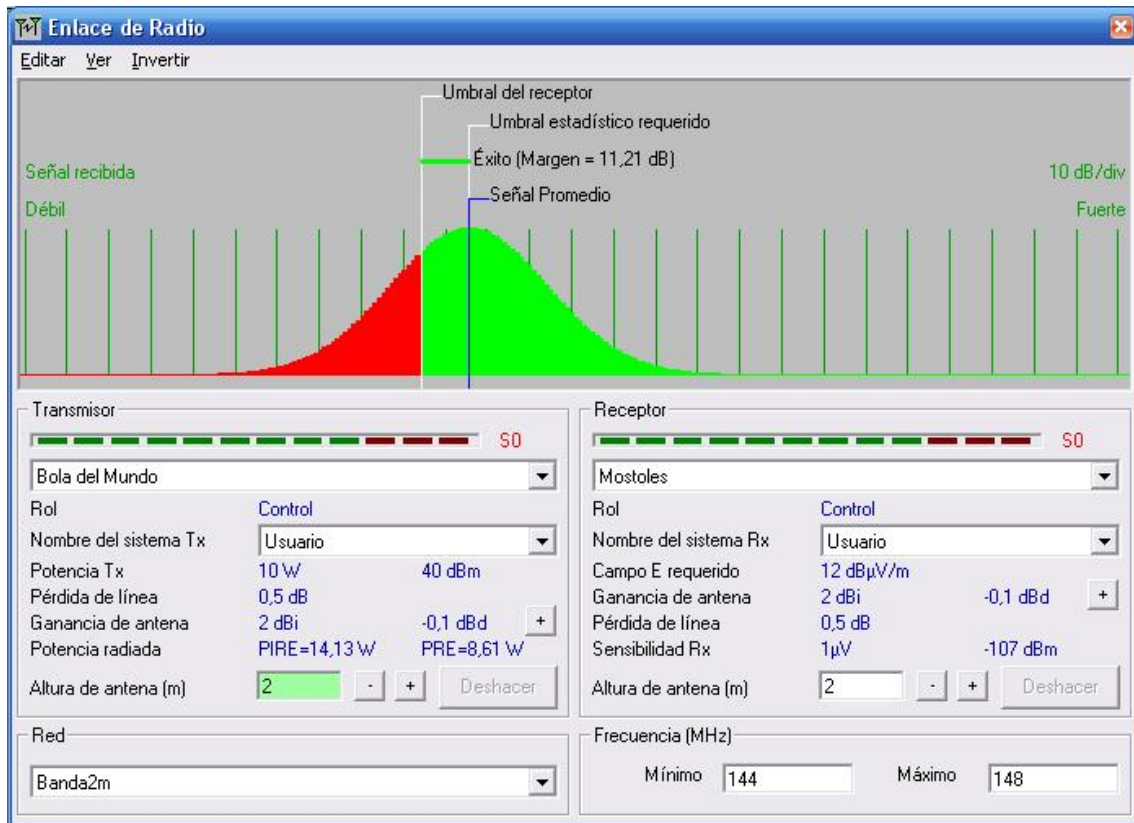 Enlace de Radio
Editar Ver Invertir
Umbral del receptor
Umbral estadístico requerido
Éxito (Margen = 11,21 dB)
Señal recibida
10 dB/div
Señal Promedio
Débil
Fuerte
Transmisor
S0
Bola del Mundo
Rol Control
Nombre del sistema Tx Usuario
Potencia Tx 10 W 40 dBm
Pérdida de línea 0,5 dB
Ganancia de antena 2 dBi -0,1 dBd +
Potencia radiada PIRE=14,13 W PRE=8,61 W
Altura de antena (m) 2 - + Deshacer
Receptor
S0
Mostoles
Rol Control
Nombre del sistema Rx Usuario
Campo E requerido 12 dBµV/m
Ganancia de antena 2 dBi -0,1 dBd +
Pérdida de línea 0,5 dB
Sensibilidad Rx 1µV -107 dBm
Altura de antena (m) 2 - + Deshacer
Red
Banda2m
Frecuencia (MHz)
Mínimo 144 Máximo 148